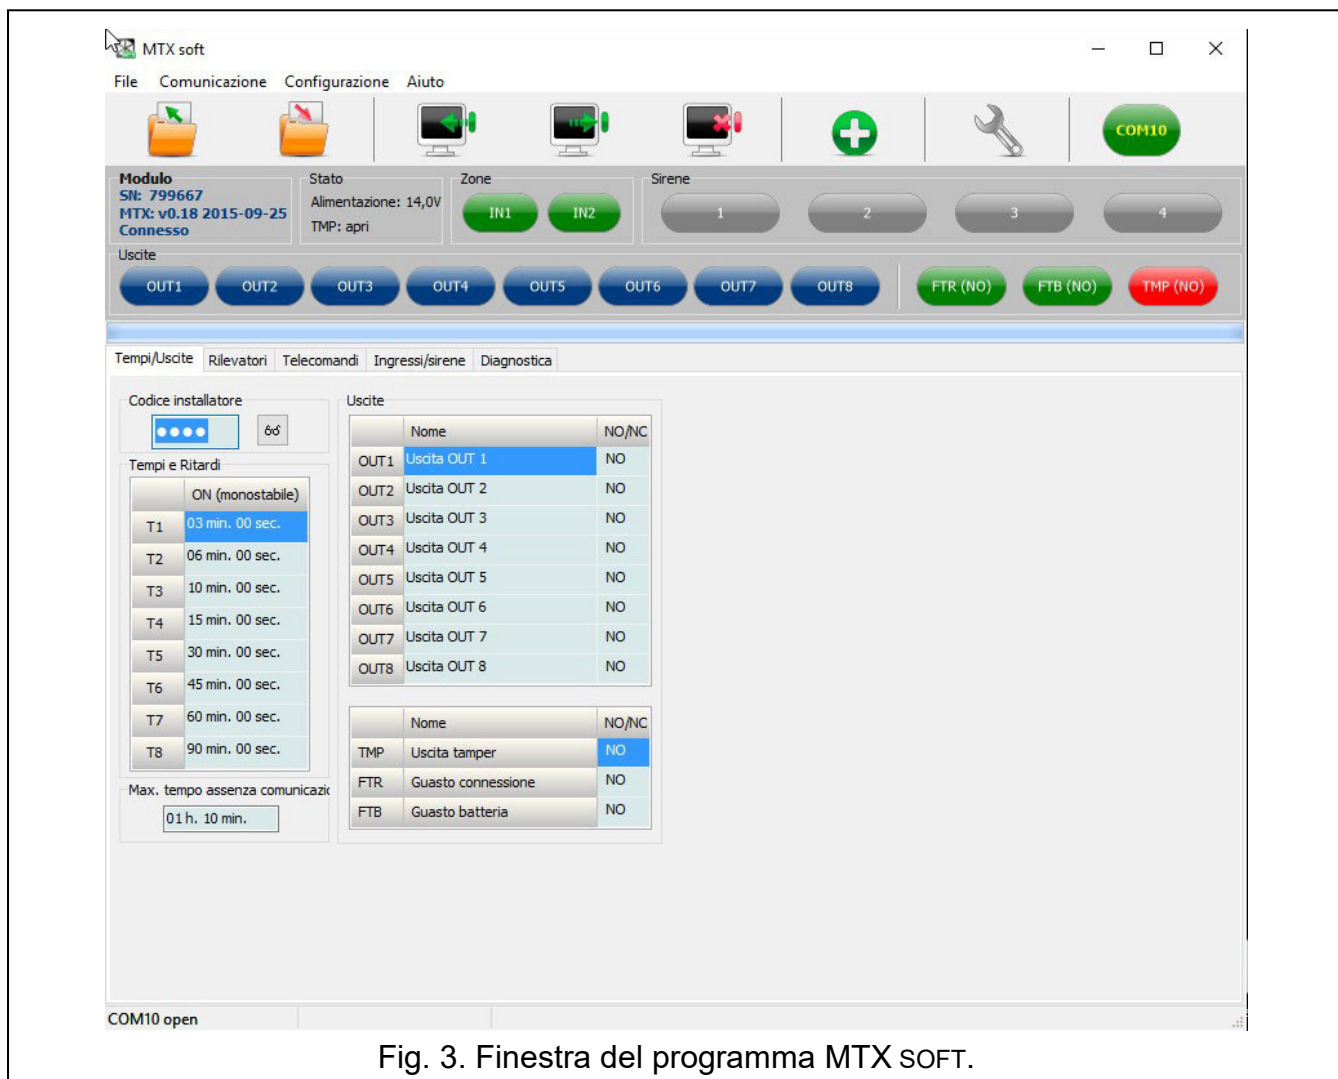 MTX soft
File Comunicazione Configurazione Aiuto
COM10
Modulo
SN: 799667
MTX: v0.18 2015-09-25
Connesso
Stato
Alimentazione: 14,0V
TMP: apri
Zone
IN1 IN2
Sirene
1 2 3 4
Uscite
OUT1 OUT2 OUT3 OUT4 OUT5 OUT6 OUT7 OUT8 FTR (NO) FTB (NO) TMP (NO)
Tempi/Uscite Rilevatori Telecomandi Ingressi/sirene Diagnostica
Codice installatore
Tempi e Ritardi
ON (monostabile)
T1 03 min. 00 sec.
T2 06 min. 00 sec.
T3 10 min. 00 sec.
T4 15 min. 00 sec.
T5 30 min. 00 sec.
T6 45 min. 00 sec.
T7 60 min. 00 sec.
T8 90 min. 00 sec.
Max. tempo assenza comunicazio
01 h. 10 min.
Uscite
Nome NO/NC
OUT1 Uscita OUT 1 NO
OUT2 Uscita OUT 2 NO
OUT3 Uscita OUT 3 NO
OUT4 Uscita OUT 4 NO
OUT5 Uscita OUT 5 NO
OUT6 Uscita OUT 6 NO
OUT7 Uscita OUT 7 NO
OUT8 Uscita OUT 8 NO
Nome NO/NC
TMP Uscita tamper NO
FTR Guasto connessione NO
FTB Guasto batteria NO
COM10 open
Fig. 3. Finestra del programma MTX SOFT.